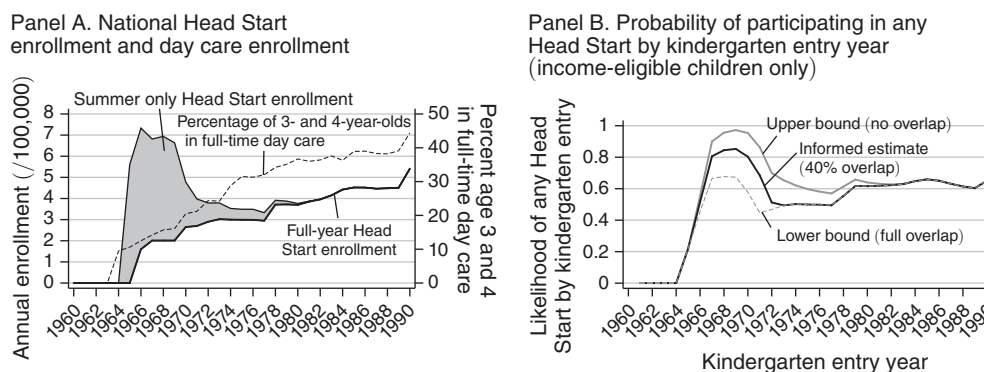 Panel A. National Head Start
enrollment and day care enrollment
Annual enrollment (/100,000)
8
7
6
5
4
3
2
1
0
Summer only Head Start enrollment
Percentage of 3- and 4-year-olds
in full-time day care
Full-year Head
Start enrollment
50
40
30
20
10
0
Percent age 3 and 4
in full-time day care
1960
1962
1964
1966
1968
1970
1972
1974
1976
1978
1980
1982
1984
1986
1988
1990
Panel B. Probability of participating in any
Head Start by kindergarten entry year
(income-eligible children only)
Likelihood of any Head
Start by kindergarten entry
1
0.8
0.6
0.4
0.2
0
Upper bound (no overlap)
Informed estimate
(40% overlap)
Lower bound (full overlap)
1960
1962
1964
1966
1968
1970
1972
1974
1976
1978
1980
1982
1984
1986
1988
1990
Kindergarten entry year